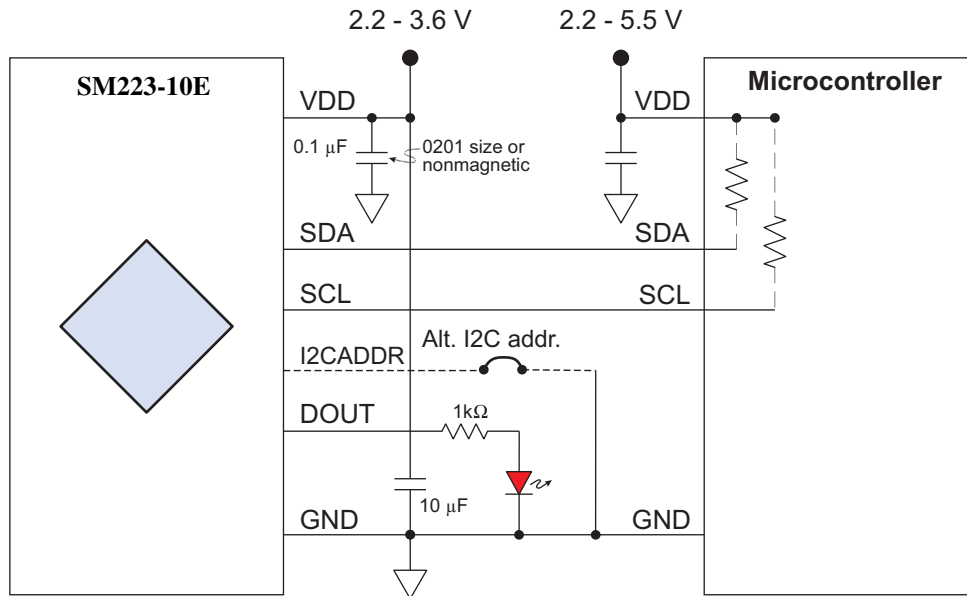 2.2 - 3.6 V
2.2 - 5.5 V
SM223-10E
Microcontroller
VDD
VDD
0.1 μF
0201 size or
nonmagnetic
SDA
SDA
SCL
SCL
I2CADDR
Alt. I2C addr.
DOUT
1kΩ
10 μF
GND
GND